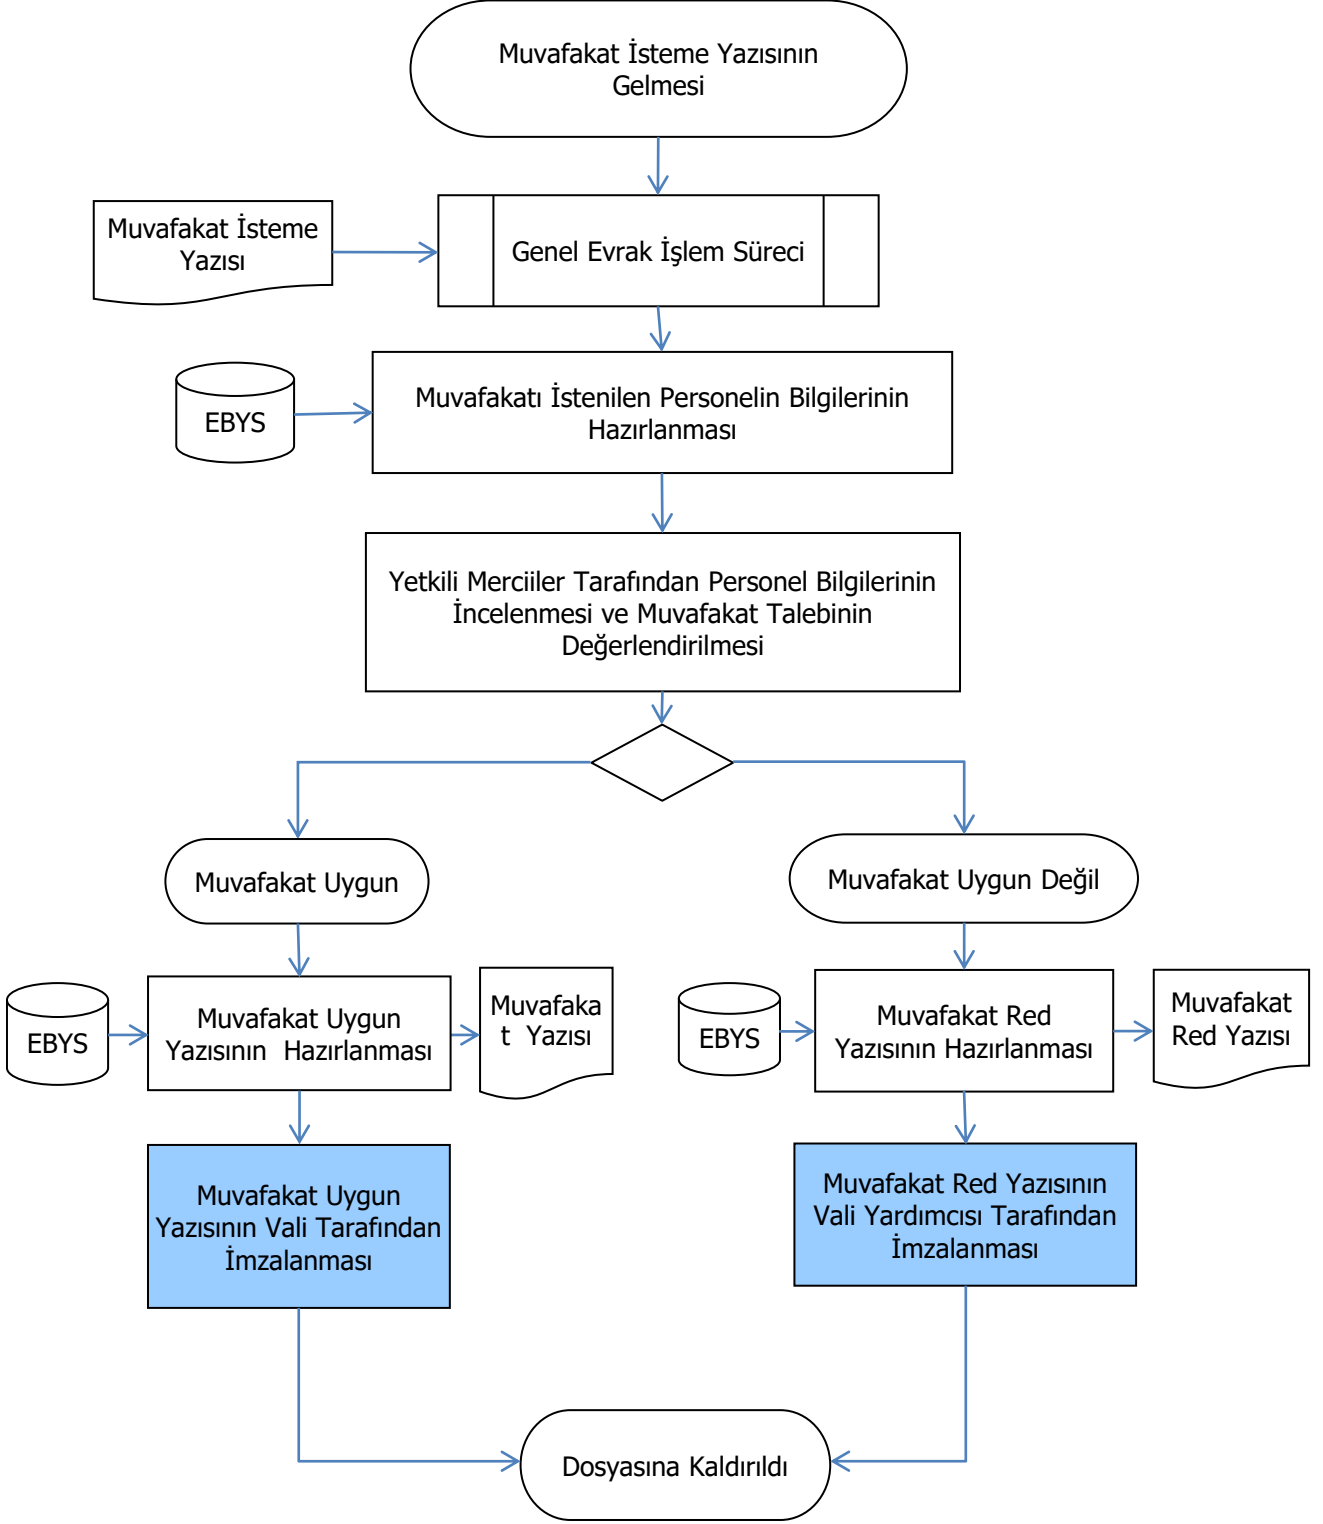 Muvafakat İsteme Yazısının
Gelmesi
Muvafakat İsteme
Yazısı
Genel Evrak İşlem Süreci
EBYS
Muvafakatı İstenilen Personelin Bilgilerinin
Hazırlanması
Yetkili Merciiler Tarafından Personel Bilgilerinin
İncelenmesi ve Muvafakat Talebinin
Değerlendirilmesi
Muvafakat Uygun
Muvafakat Uygun Değil
EBYS
Muvafakat Uygun
Yazısının  Hazırlanması
Muvafaka
t  Yazısı
EBYS
Muvafakat Red
Yazısının Hazırlanması
Muvafakat
Red Yazısı
Muvafakat Uygun
Yazısının Vali Tarafından
İmzalanması
Muvafakat Red Yazısının
Vali Yardımcısı Tarafından
İmzalanması
Dosyasına Kaldırıldı